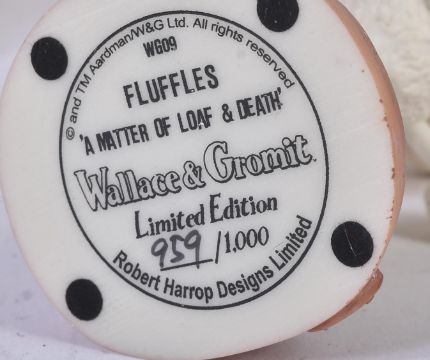 © and TM Aardman/W&G Ltd. All rights reserved
WG09
FLUFFLES
'A MATTER OF LOAF & DEATH'
Wallace & Gromit
Limited Edition
959/1,000
Robert Harrop Designs Limited